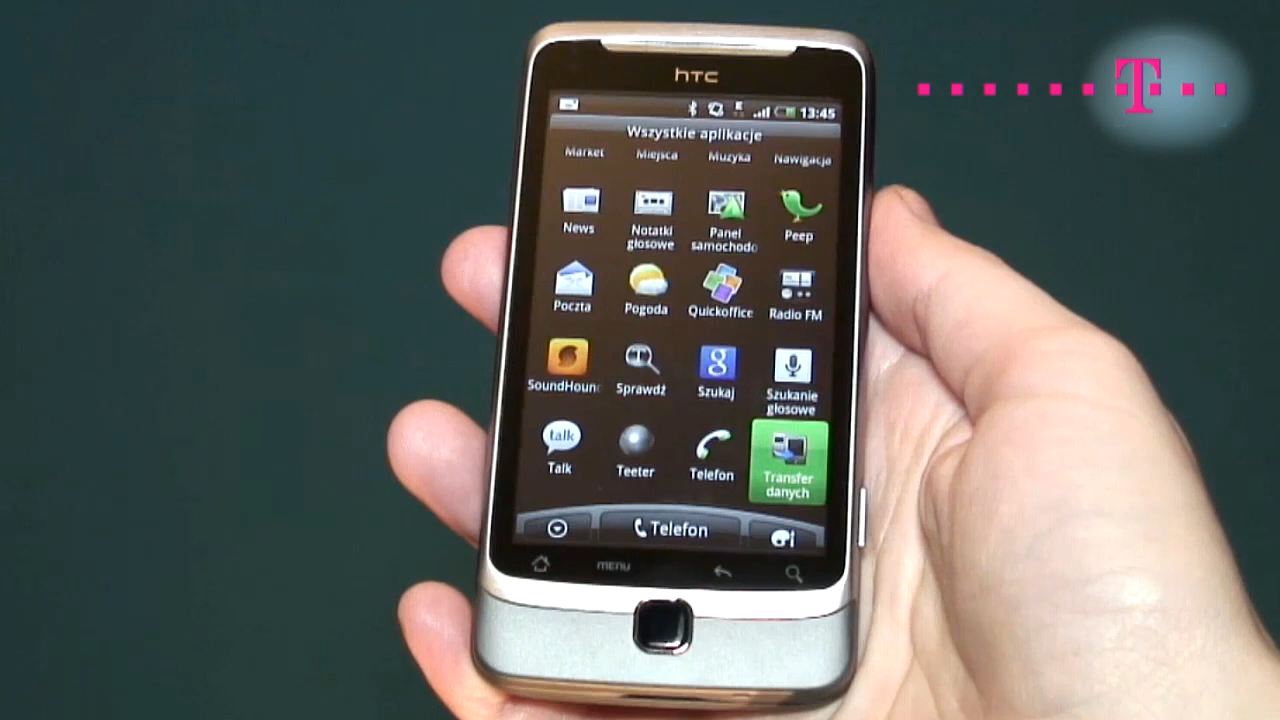 T
hTC
13:45
Wszystkie aplikacje
Market Miejsca Muzyka Nawigacja
News Notatki głosowe Panel samochodo Peep
Poczta Pogoda Quickoffice Radio FM
SoundHoun Sprawdź Szukaj Szukanie głosowe
talk
Talk Teeter Telefon Transfer danych
Telefon
MENU